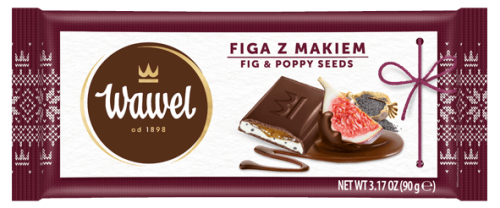 Wawel
od 1898
FIGA Z MAKIEM
FIG & POPPY SEEDS
NET WT 3.17 OZ (90 g ℮)